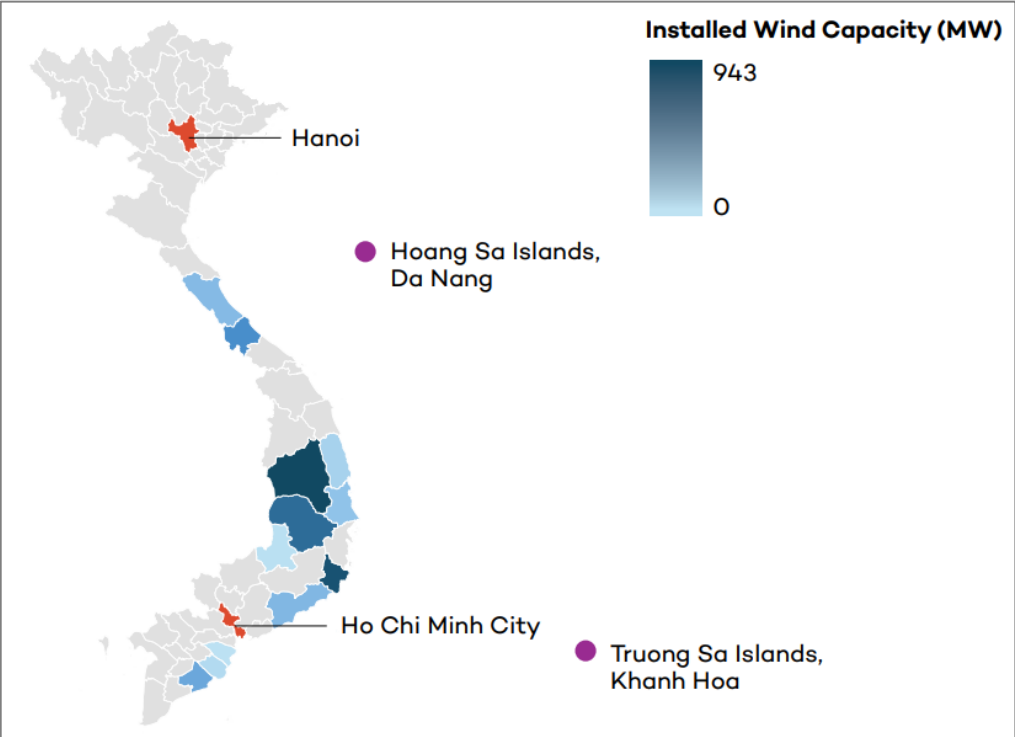 Installed Wind Capacity (MW)
943
0
Hanoi
Hoang Sa Islands,
Da Nang
Ho Chi Minh City
Truong Sa Islands,
Khanh Hoa